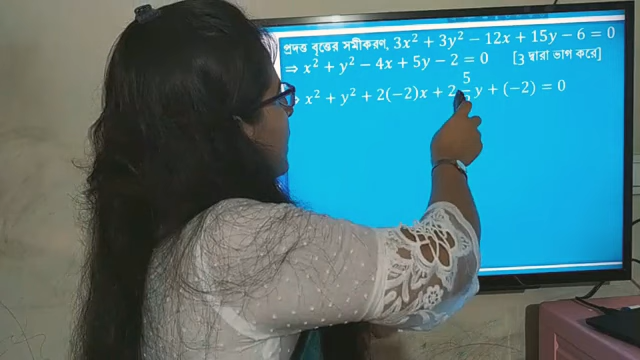 প্রদত্ত বৃত্তের সমীকরণ, 3x² + 3y² − 12x + 15y − 6 = 0
⇒ x² + y² − 4x + 5y − 2 = 0 [3 দ্বারা ভাগ করে]
⇒ x² + y² + 2(−2)x + 2 5 y + (−2) = 0